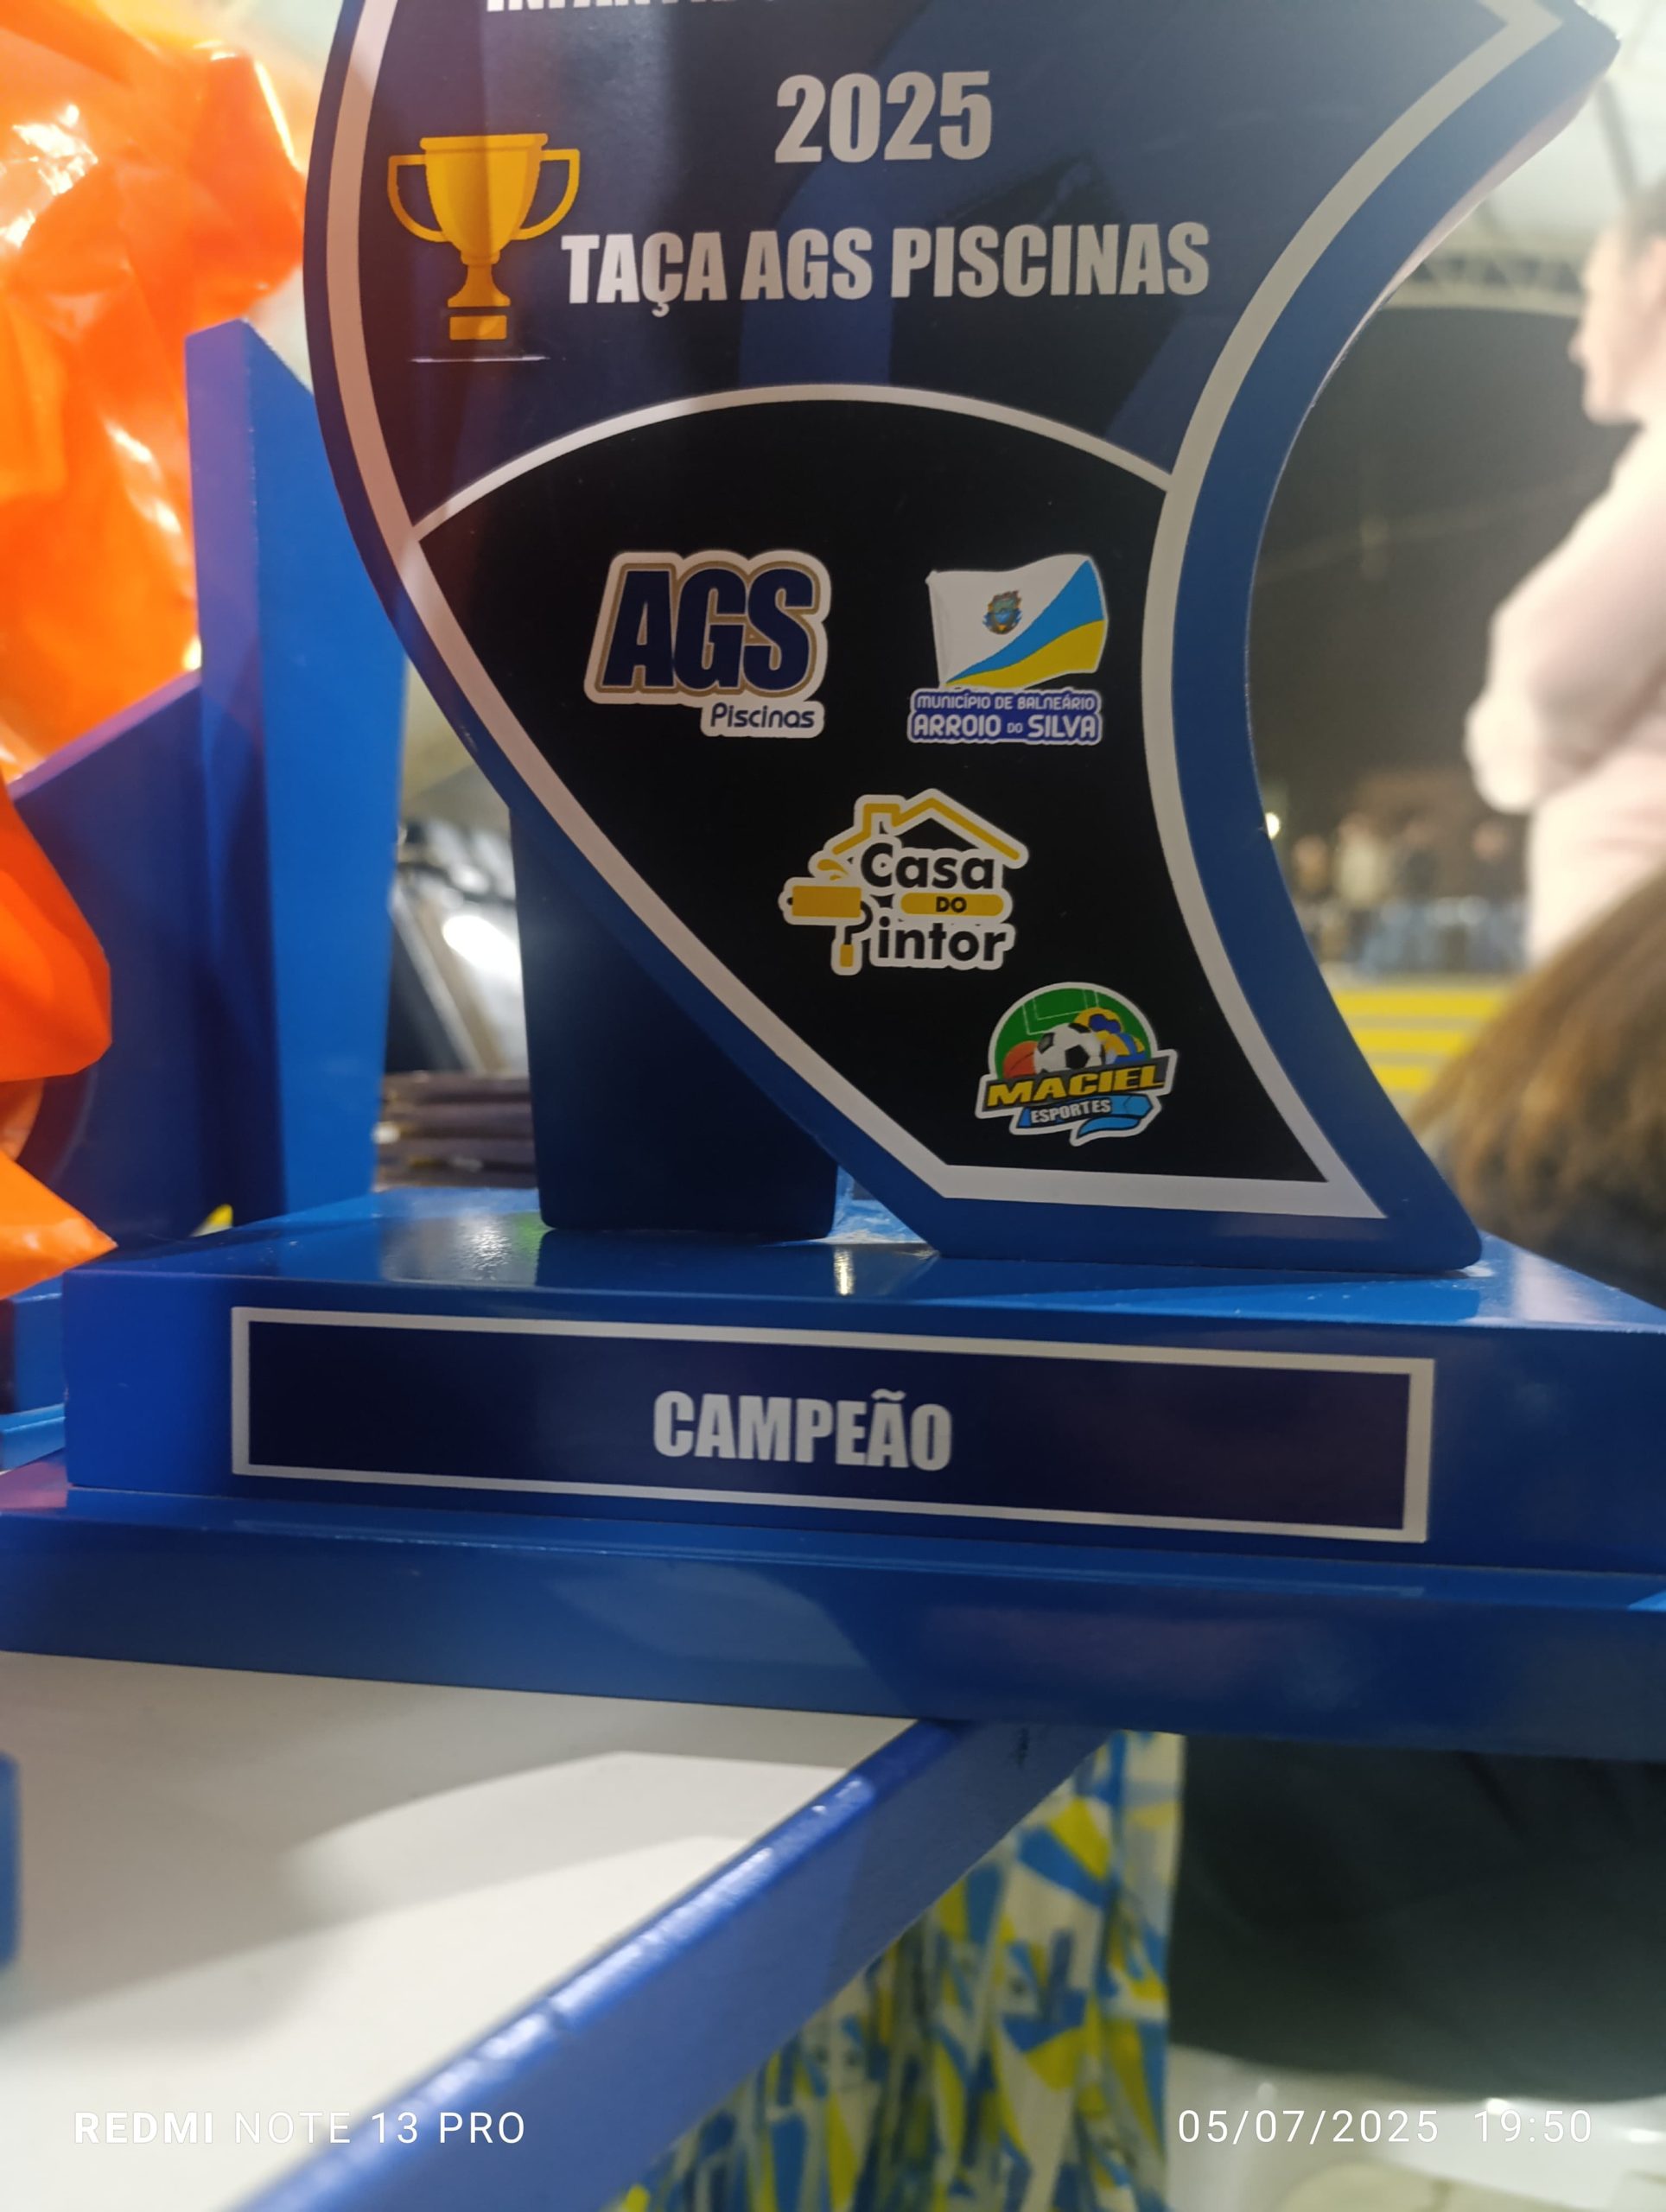 2025
TAÇA AGS PISCINAS
AGS
Piscinas
MUNICÍPIO DE BALNEÁRIO
ARROIO DO SILVA
Casa
DO
Pintor
MACIEL
ESPORTES
CAMPEÃO
REDMI NOTE 13 PRO
05/07/2025 19:50